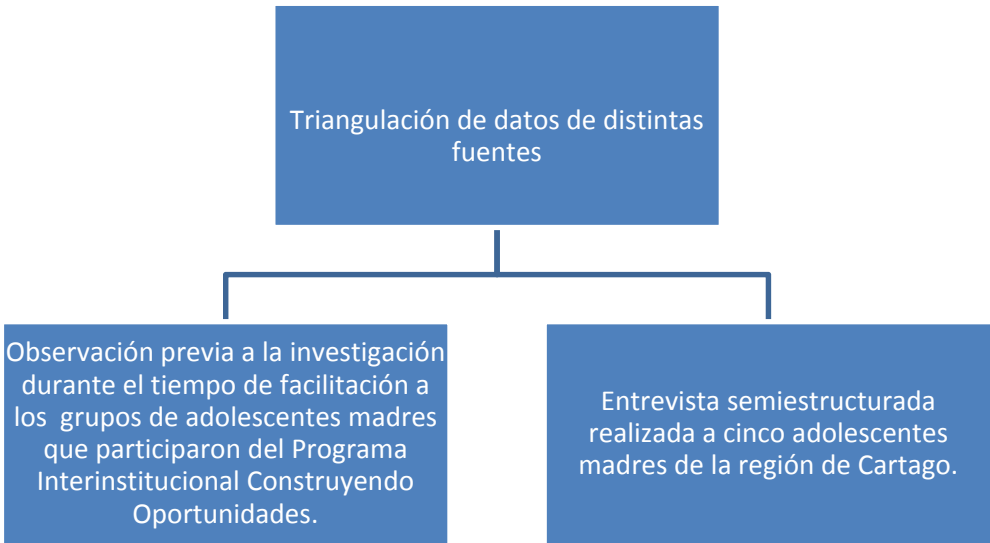 Triangulación de datos de distintas
fuentes
Observación previa a la investigación
durante el tiempo de facilitación a
los grupos de adolescentes madres
que participaron del Programa
Interinstitucional Construyendo
Oportunidades.
Entrevista semiestructurada
realizada a cinco adolescentes
madres de la región de Cartago.